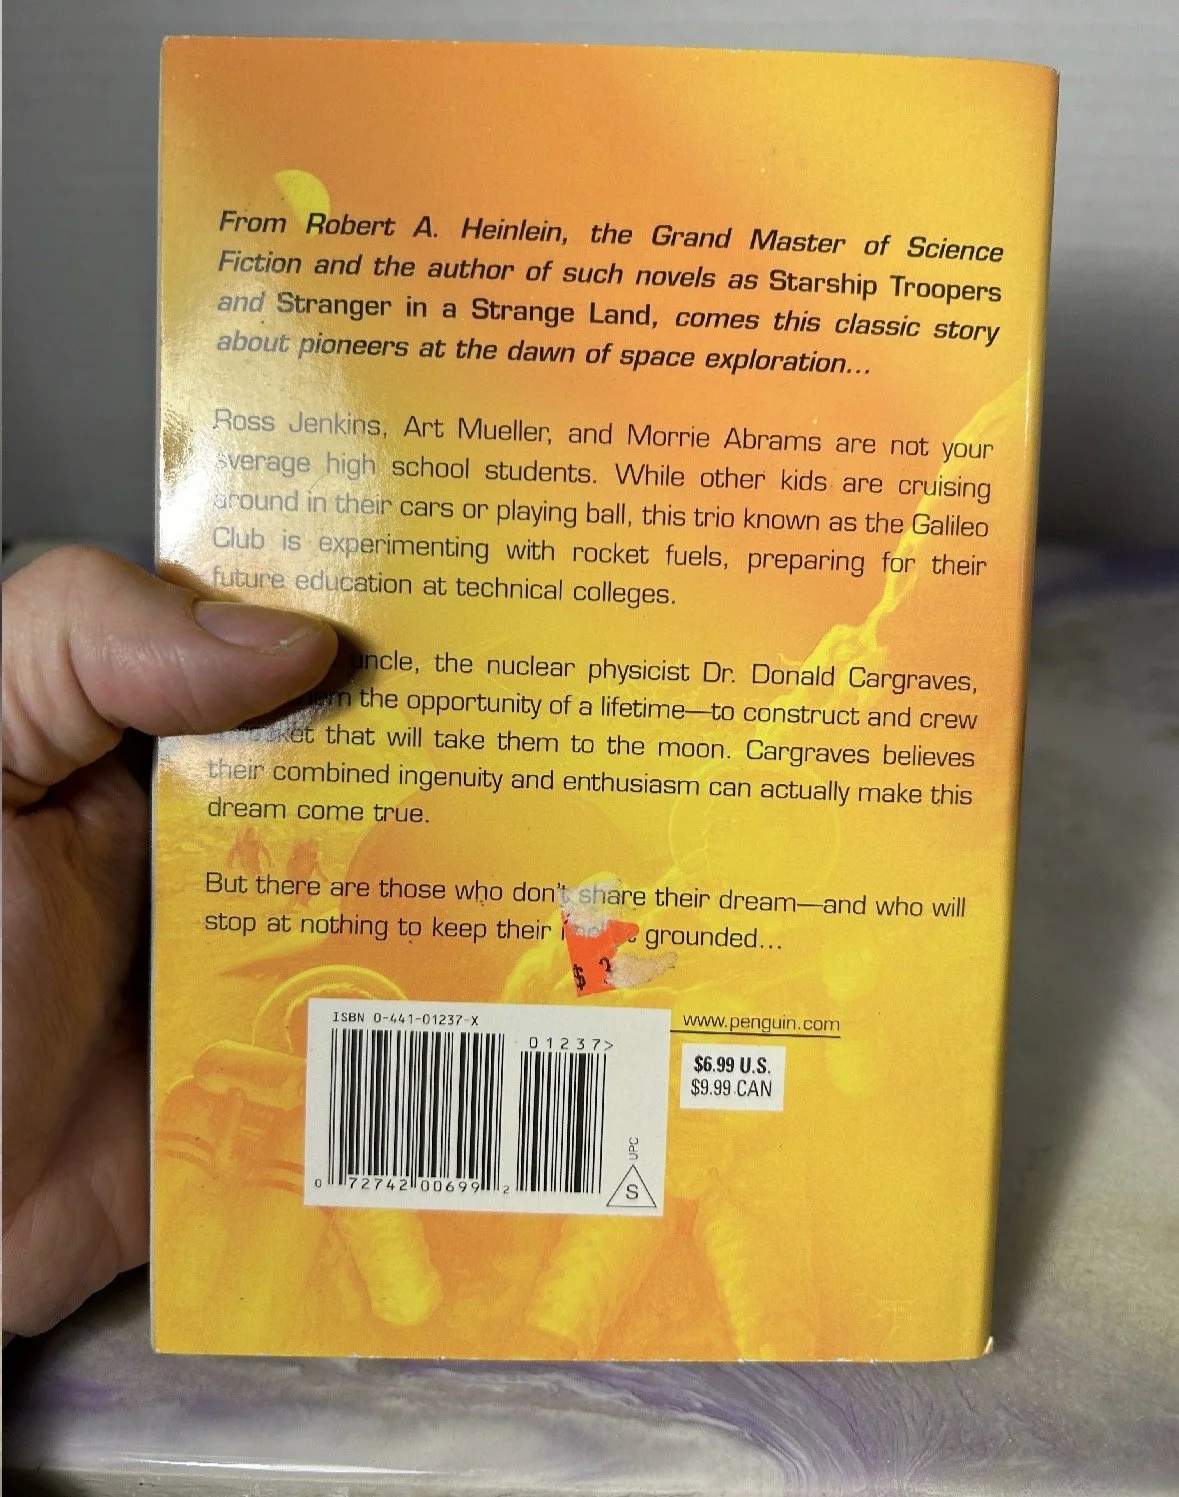 From Robert A. Heinlein, the Grand Master of Science
Fiction and the author of such novels as Starship Troopers
and Stranger in a Strange Land, comes this classic story
about pioneers at the dawn of space exploration...
Ross Jenkins, Art Mueller, and Morrie Abrams are not your
average high school students. While other kids are cruising
around in their cars or playing ball, this trio known as the Galileo
Club is experimenting with rocket fuels, preparing for their
future education at technical colleges.
uncle, the nuclear physicist Dr. Donald Cargraves,
the opportunity of a lifetime—to construct and crew
that will take them to the moon. Cargraves believes
their combined ingenuity and enthusiasm can actually make this
dream come true.
But there are those who don't share their dream—and who will
stop at nothing to keep their grounded...
$ 2
ISBN 0-441-01237-X
01237>
0 72742 00699 2
UPC
S
www.penguin.com
$6.99 U.S.
$9.99 CAN